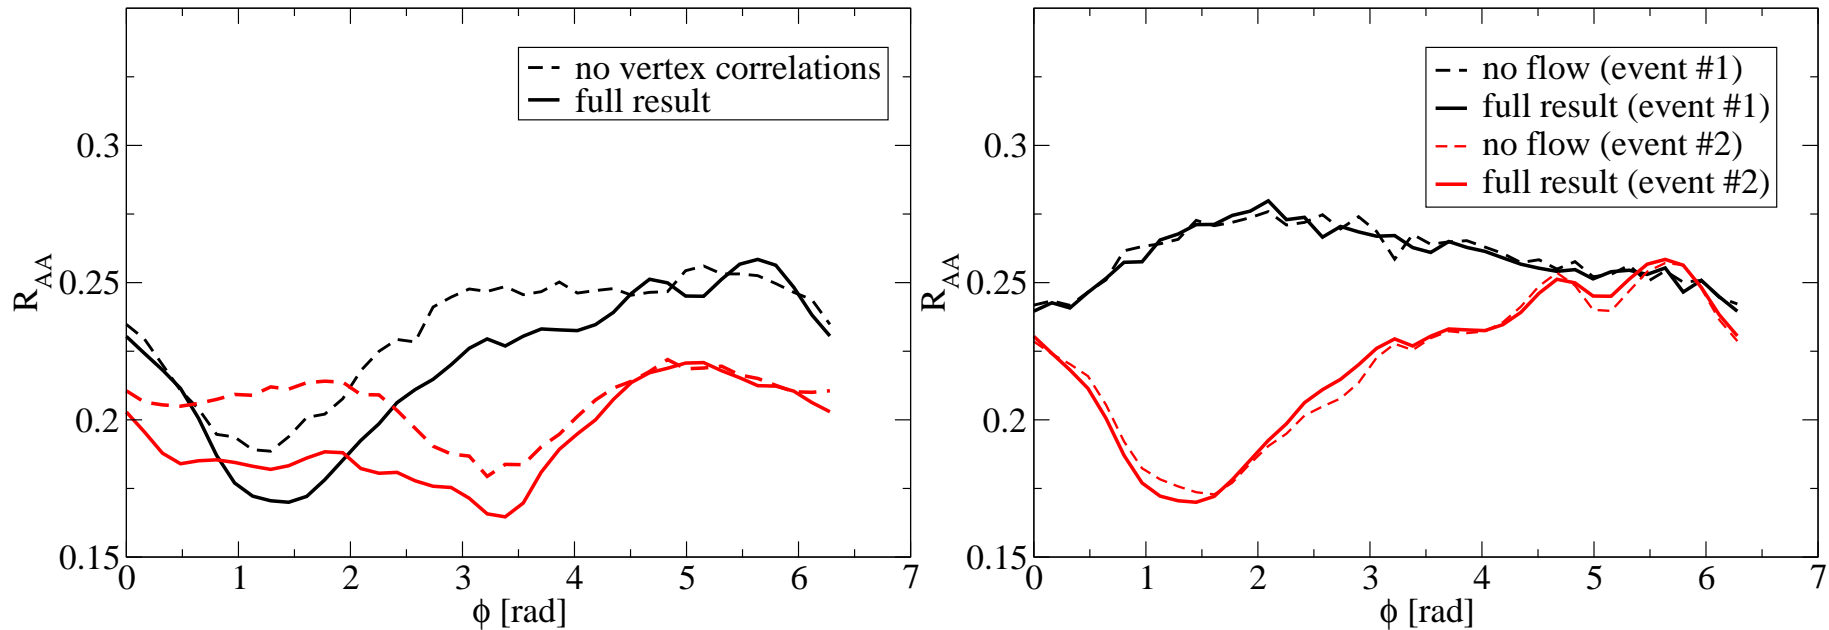 no vertex correlations
full result
0.3
0.25
0.2
0.15
R_AA
0 1 2 3 4 5 6 7
ϕ [rad]
no flow (event #1)
full result (event #1)
no flow (event #2)
full result (event #2)
0.3
0.25
0.2
0.15
R_AA
0 1 2 3 4 5 6 7
ϕ [rad]